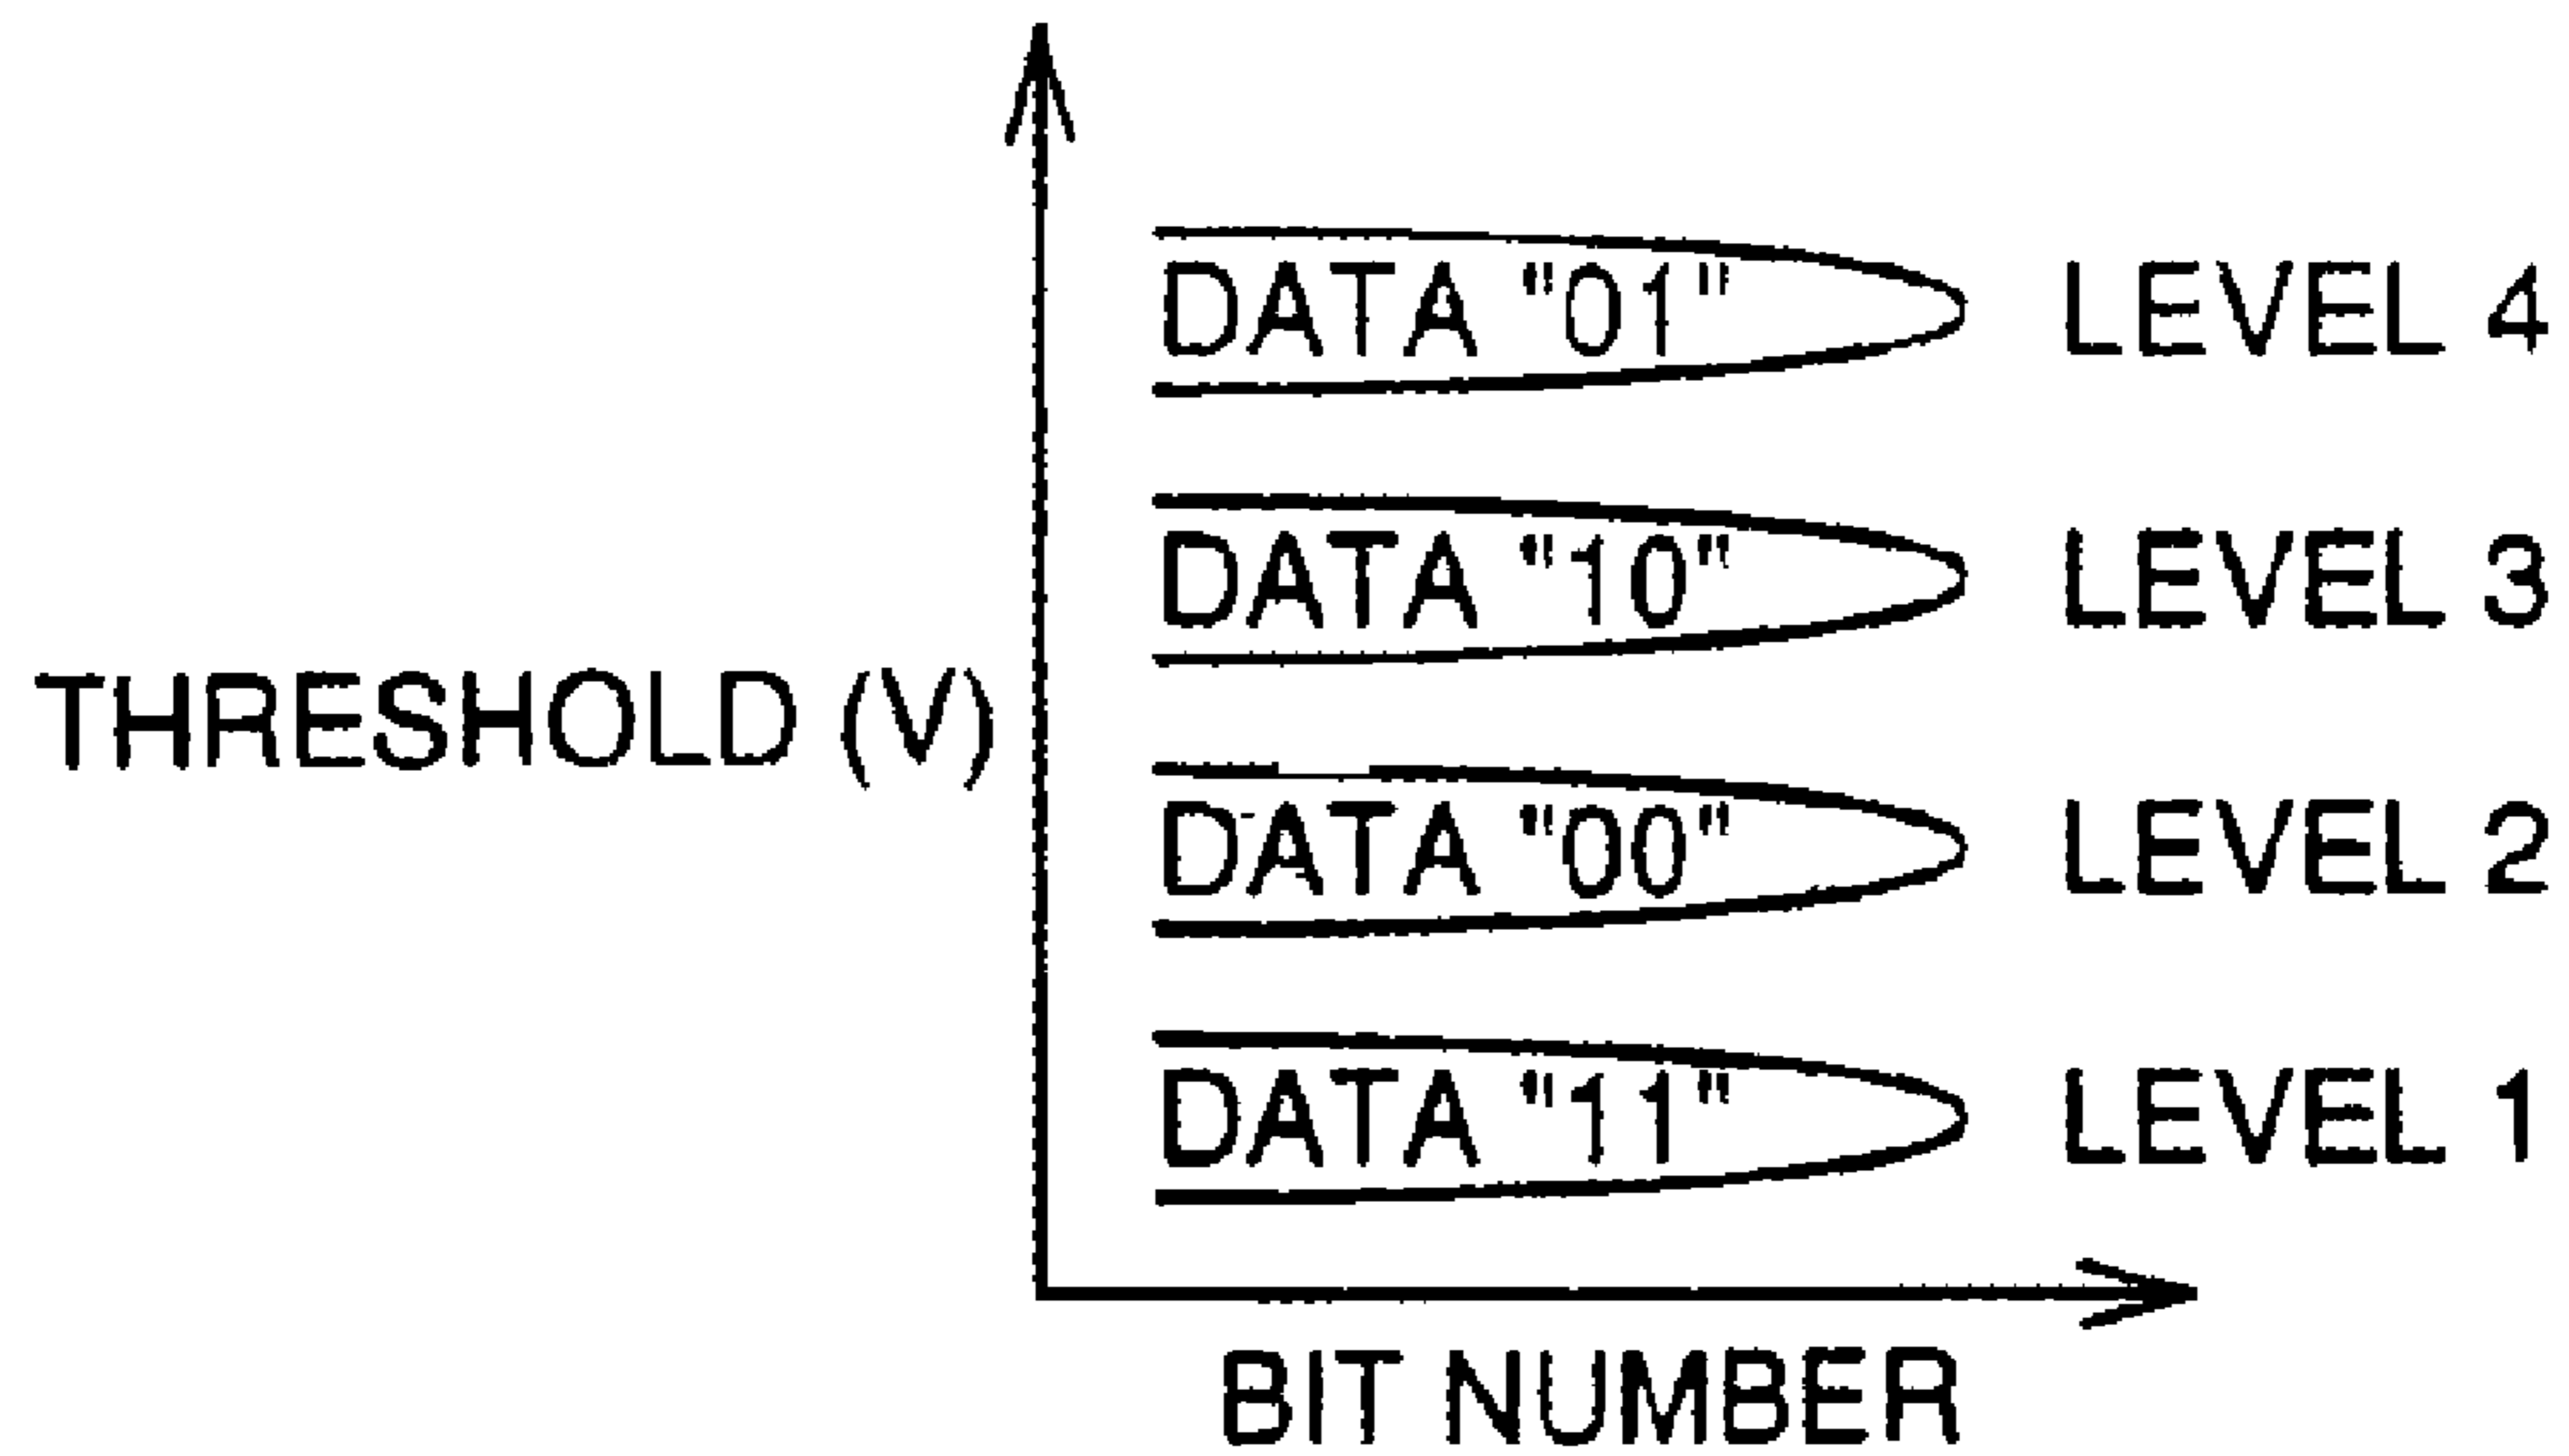 DATA "01" LEVEL 4
DATA "10" LEVEL 3
THRESHOLD (V)
DATA "00" LEVEL 2
DATA "11" LEVEL 1
BIT NUMBER